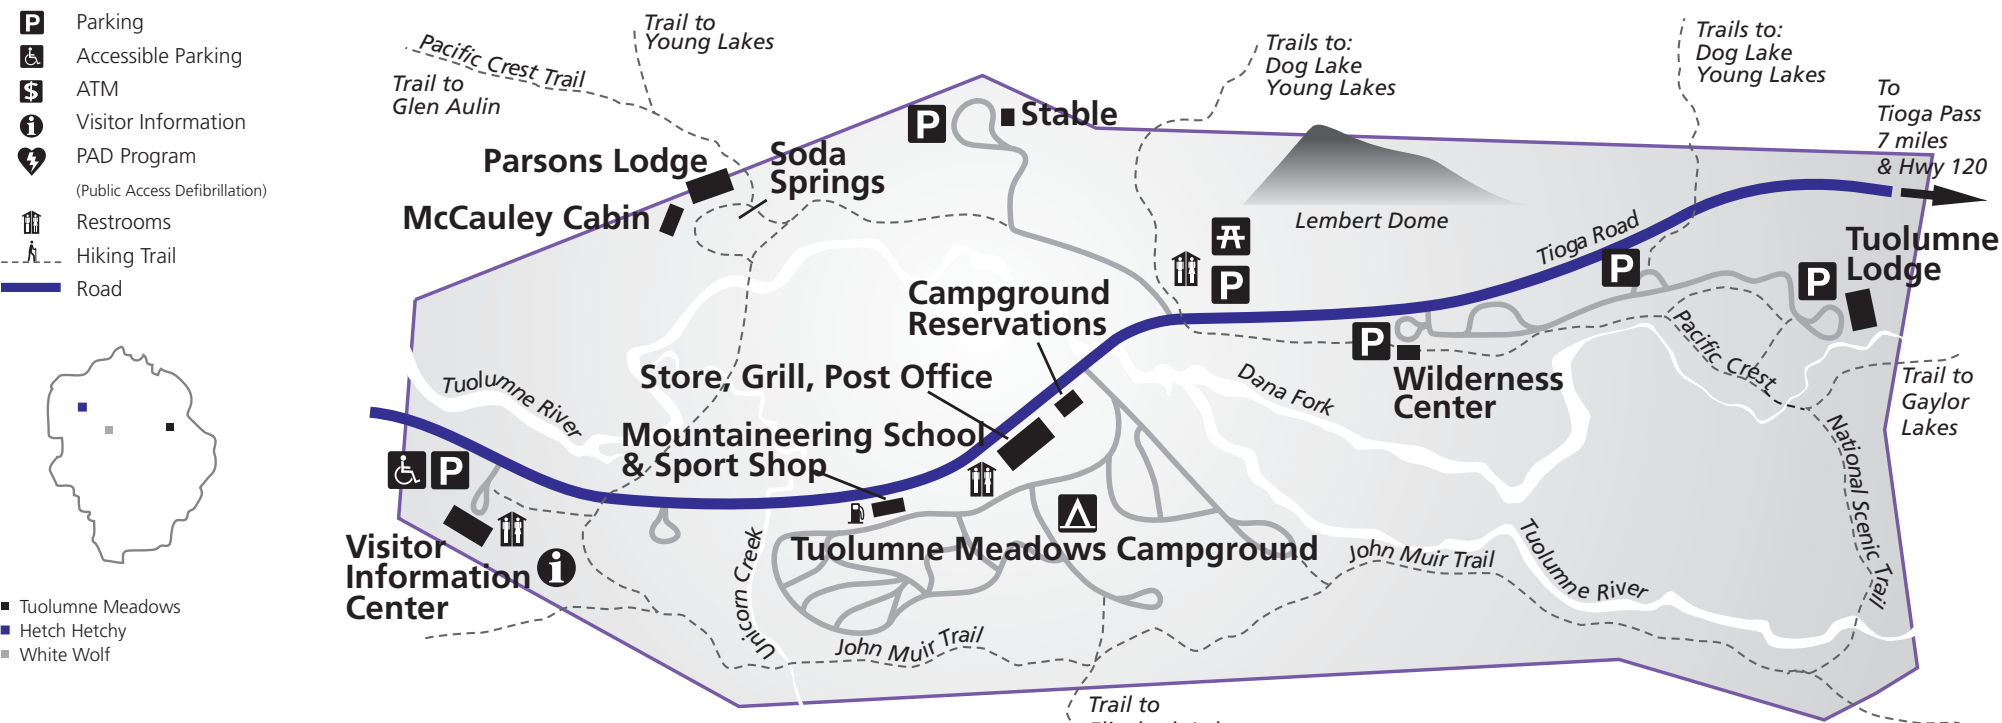 P Parking
Accessible Parking
$ ATM
i Visitor Information
PAD Program
(Public Access Defibrillation)
Restrooms
Hiking Trail
Road
Tuolumne Meadows
Hetch Hetchy
White Wolf
Pacific Crest Trail
Trail to
Glen Aulin
Trail to
Young Lakes
Trails to:
Dog Lake
Young Lakes
Trails to:
Dog Lake
Young Lakes
To
Tioga Pass
7 miles
& Hwy 120
P
Stable
Parsons Lodge
Soda
Springs
McCauley Cabin
Lembert Dome
P
Tioga Road
P
P
Tuolumne
Lodge
Campground
Reservations
P
Wilderness
Center
Pacific Crest
National Scenic Trail
Trail to
Gaylor
Lakes
Dana Fork
Store, Grill, Post Office
Tuolumne River
Mountaineering School
& Sport Shop
P
Visitor
Information
Center
i
Unicorn Creek
Tuolumne Meadows Campground
John Muir Trail
Tuolumne River
John Muir Trail
Trail to